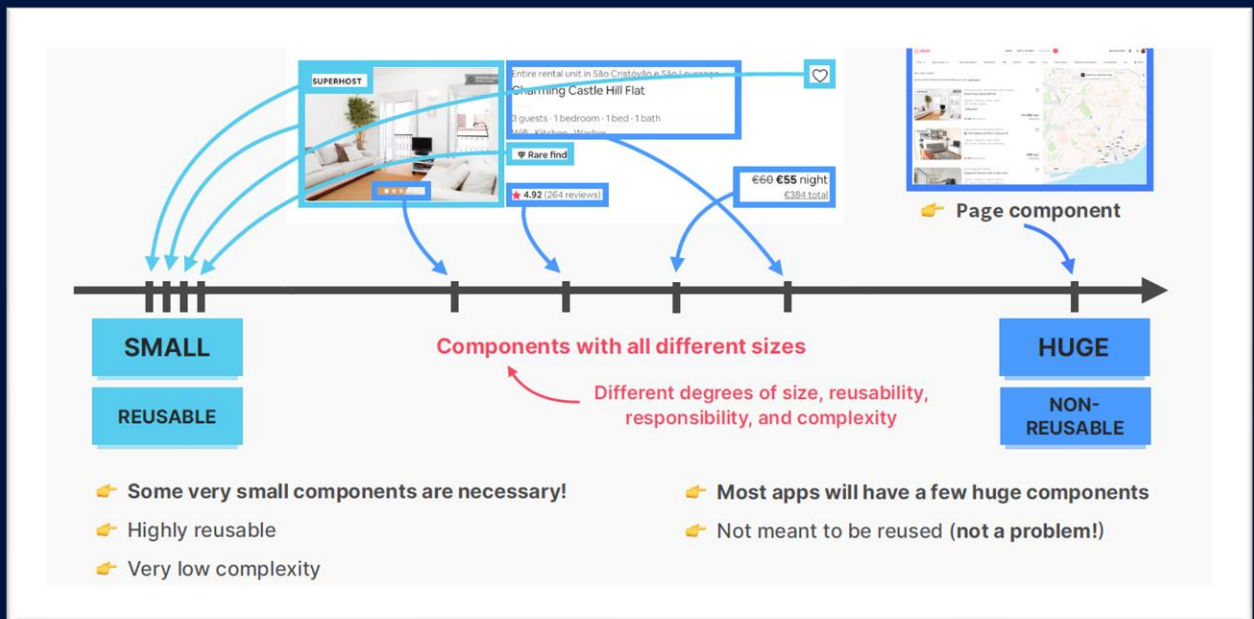 SUPERHOST
Entire rental unit in São Cristóvão e São Lourenço
Charming Castle Hill Flat
3 guests · 1 bedroom · 1 bed · 1 bath
Wifi · Kitchen · Washer
Rare find
4.92 (264 reviews)
€60 €55 night
€384 total
👉 Page component
SMALL
REUSABLE
Components with all different sizes
Different degrees of size, reusability,
responsibility, and complexity
HUGE
NON-
REUSABLE
👉 Some very small components are necessary!
👉 Highly reusable
👉 Very low complexity
👉 Most apps will have a few huge components
👉 Not meant to be reused (not a problem!)